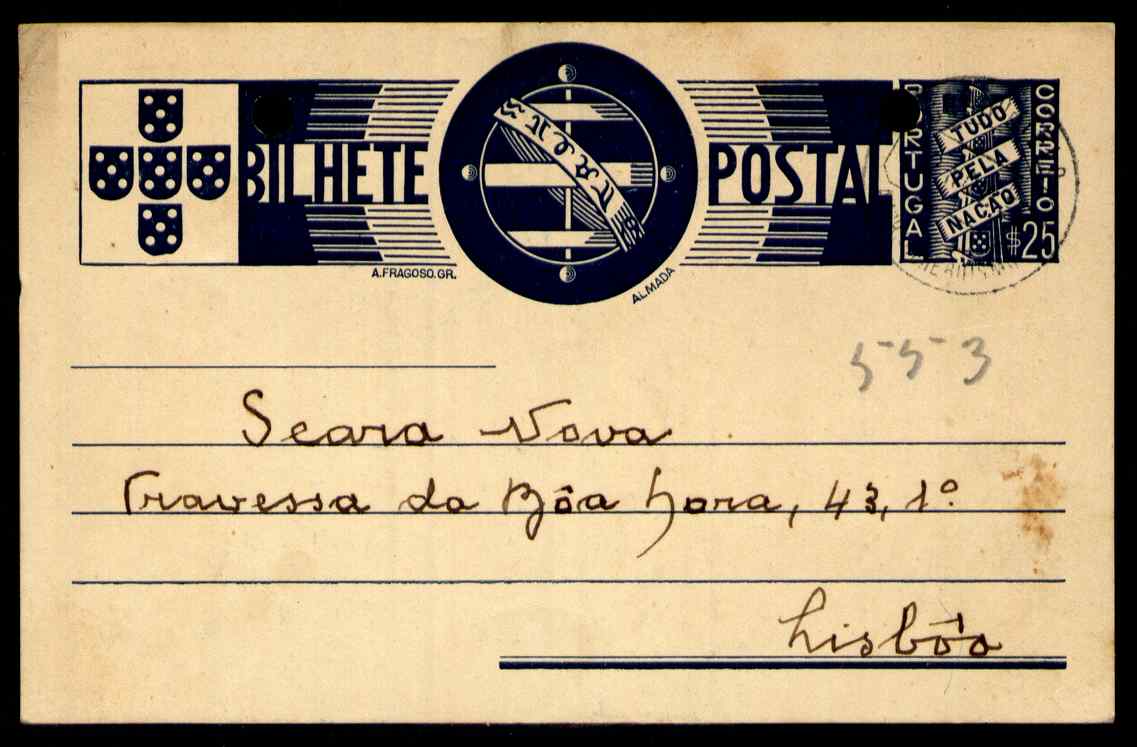 BILHETE POSTAL
PORTUGAL
CORREIO
TUDO
PELA
NAÇÃO
$25
A.FRAGOSO.GR.
ALMADA
553
Seara Nova
Travessa da Bôa hora, 43, 1º
Lisbôa